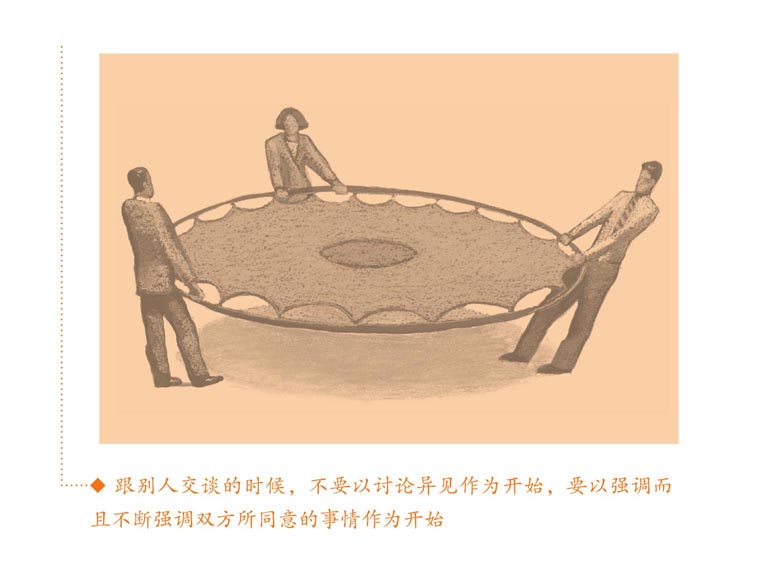 跟别人交谈的时候，不要以讨论异见作为开始，要以强调而
且不断强调双方所同意的事情作为开始